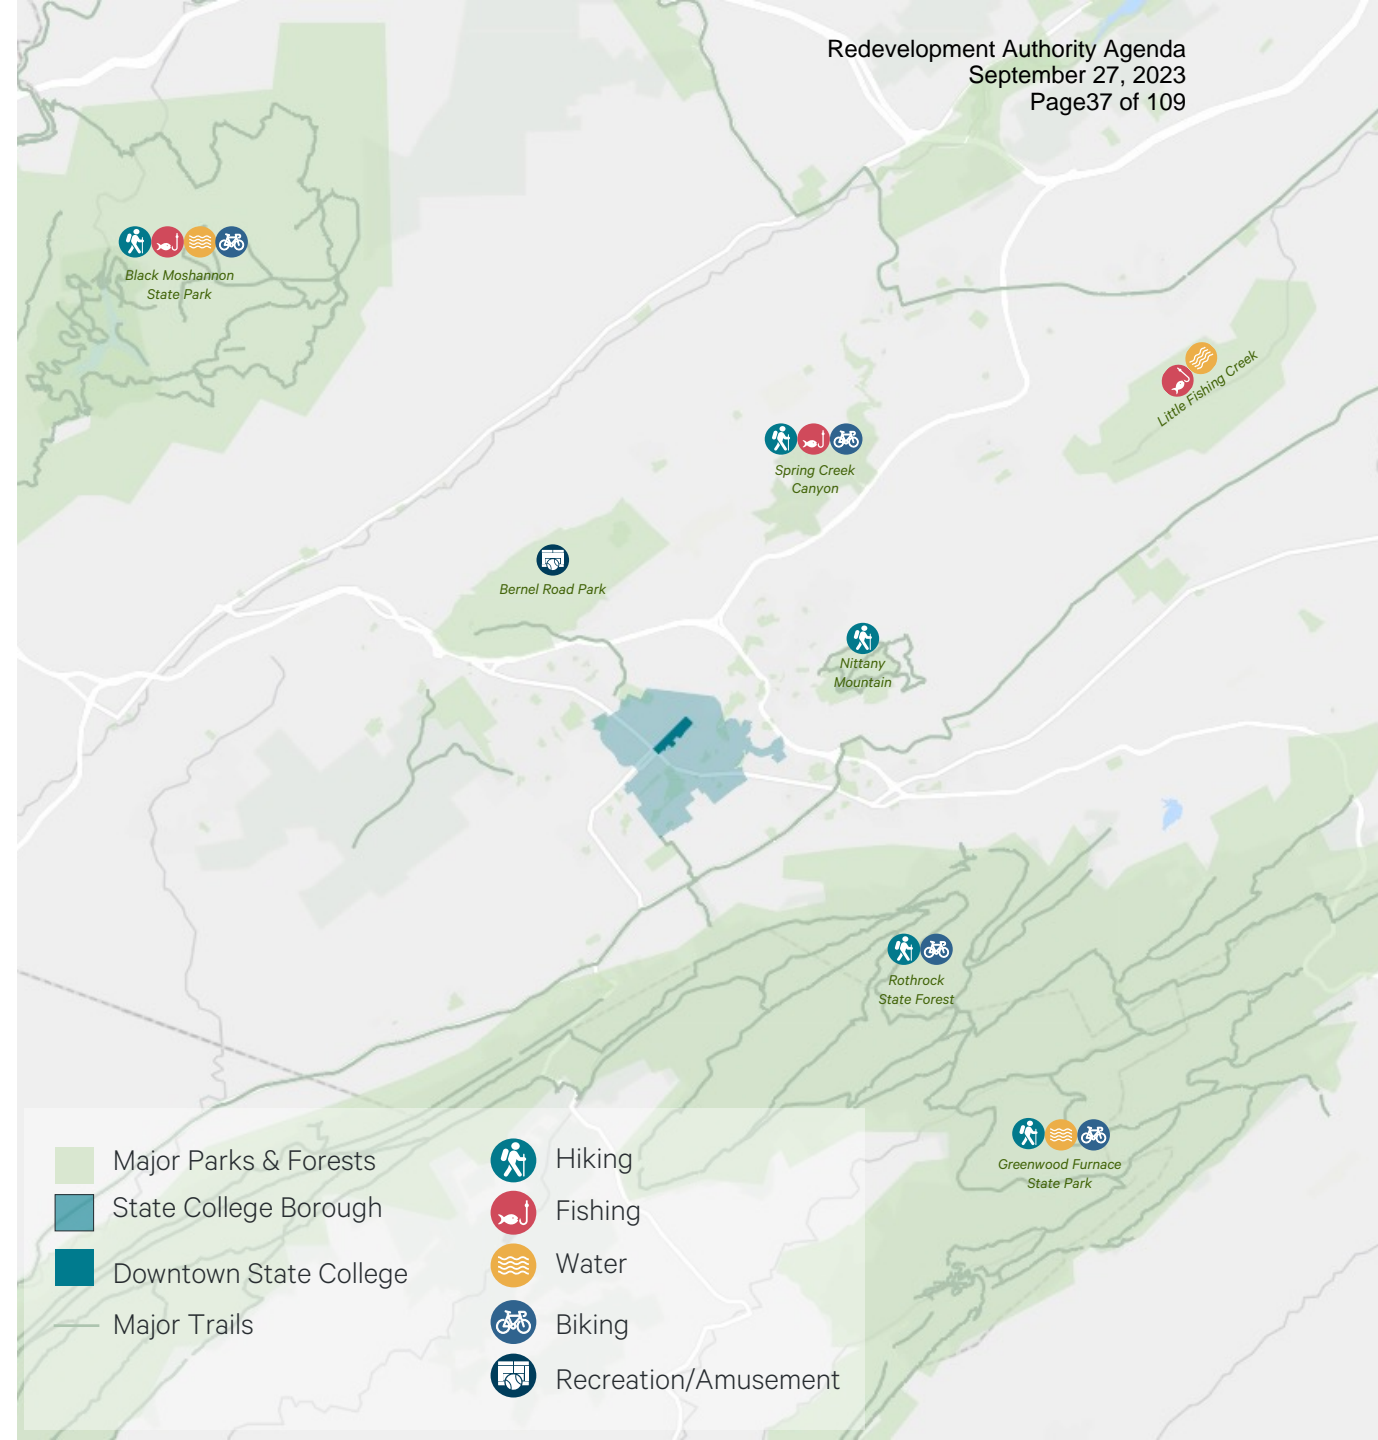 Redevelopment Authority Agenda
September 27, 2023
Page37 of 109
Black Moshannon
State Park
Little Fishing Creek
Spring Creek
Canyon
Bernel Road Park
Nittany
Mountain
Rothrock
State Forest
Greenwood Furnace
State Park
Major Parks & Forests
State College Borough
Downtown State College
Major Trails
Hiking
Fishing
Water
Biking
Recreation/Amusement